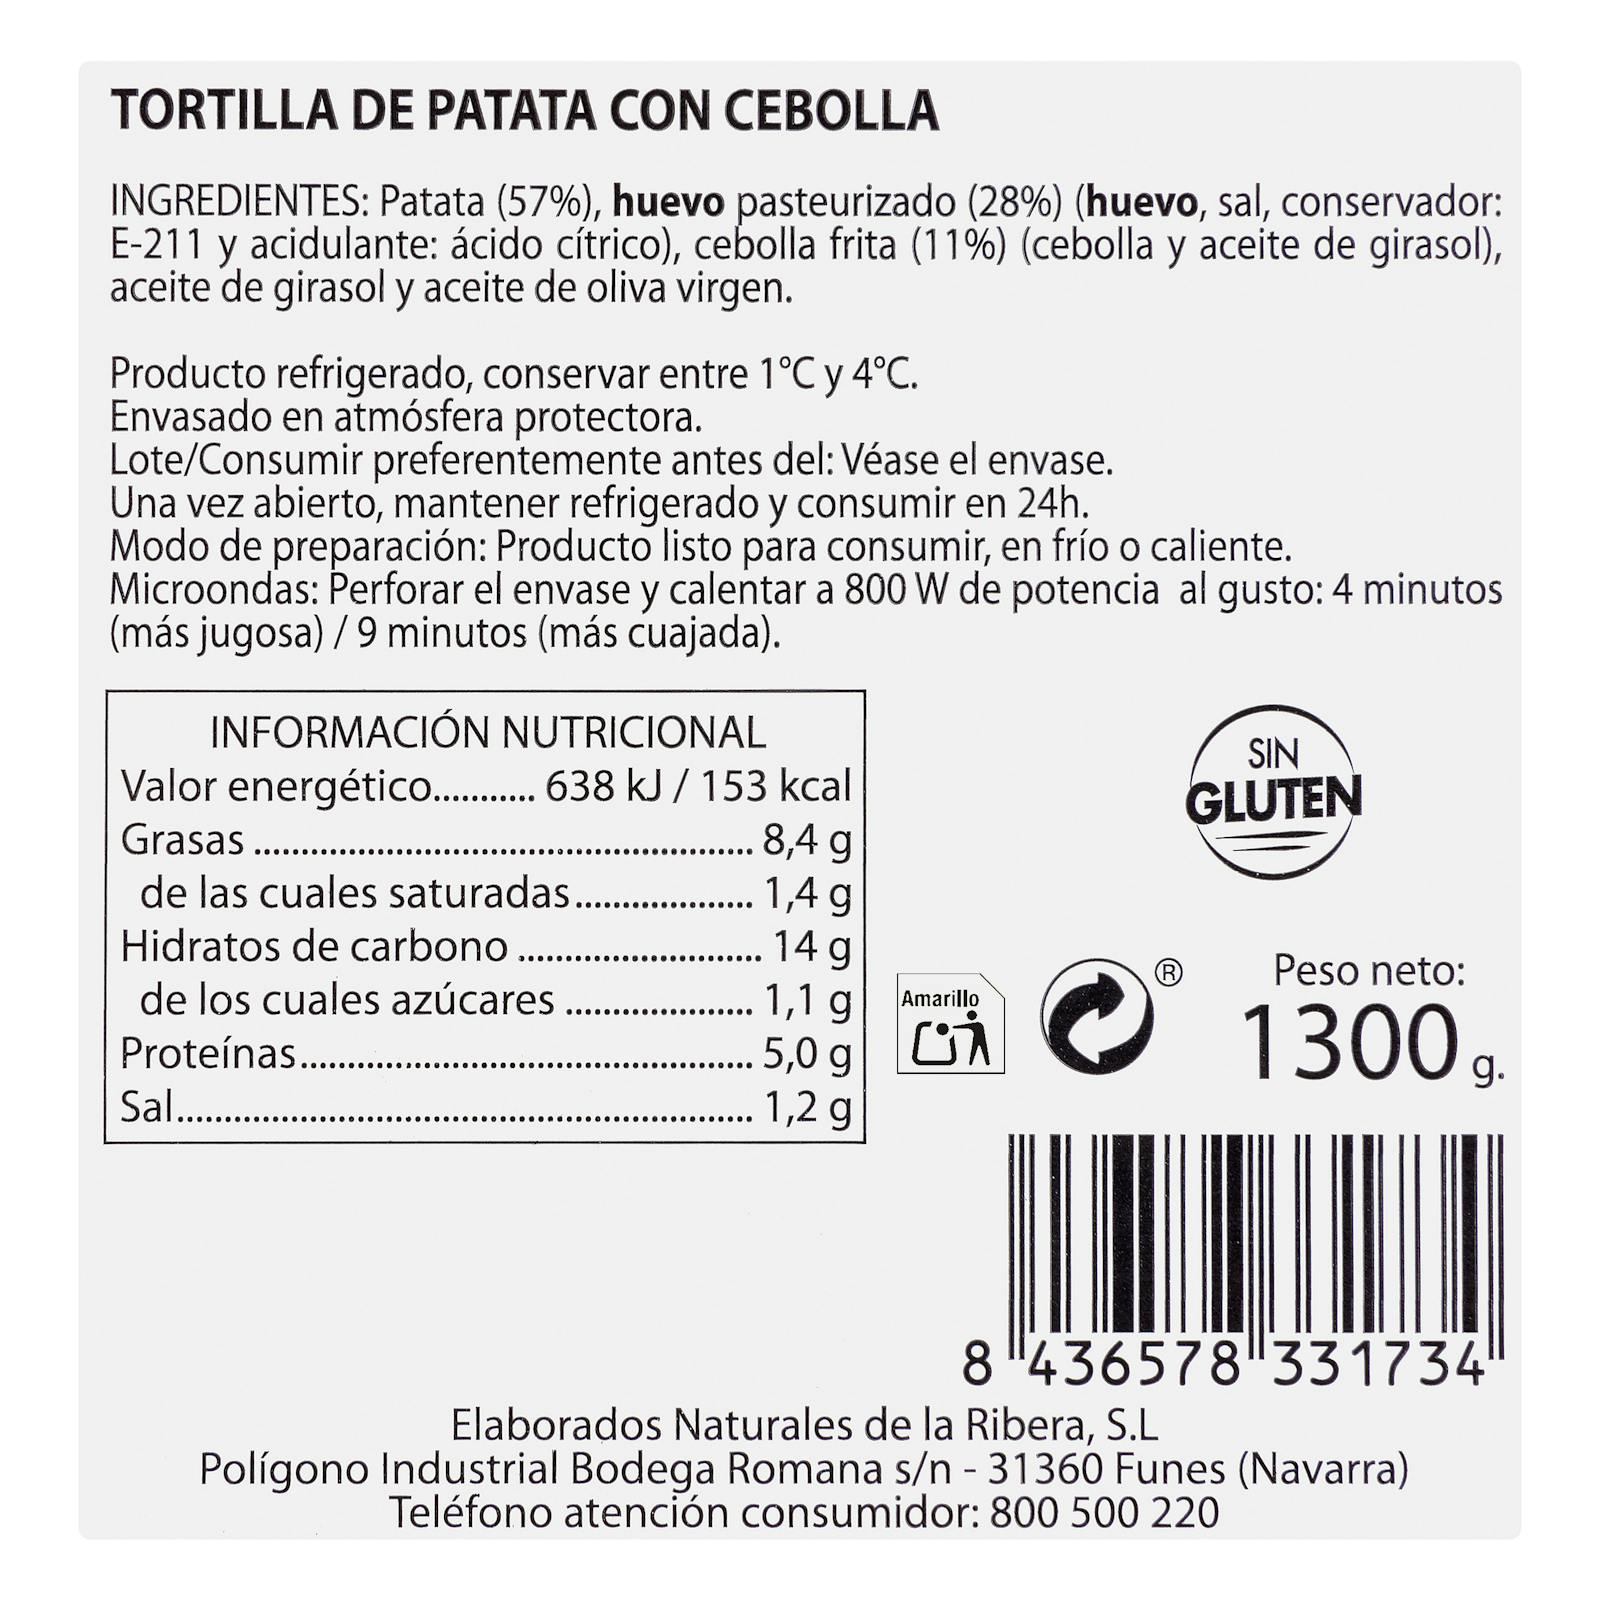 TORTILLA DE PATATA CON CEBOLLA
INGREDIENTES: Patata (57%), huevo pasteurizado (28%) (huevo, sal, conservador:
E-211 y acidulante: ácido cítrico), cebolla frita (11%) (cebolla y aceite de girasol),
aceite de girasol y aceite de oliva virgen.
Producto refrigerado, conservar entre 1°C y 4°C.
Envasado en atmósfera protectora.
Lote/Consumir preferentemente antes del: Véase el envase.
Una vez abierto, mantener refrigerado y consumir en 24h.
Modo de preparación: Producto listo para consumir, en frío o caliente.
Microondas: Perforar el envase y calentar a 800 W de potencia al gusto: 4 minutos
(más jugosa) / 9 minutos (más cuajada).
INFORMACIÓN NUTRICIONAL
Valor energético........... 638 kJ / 153 kcal
Grasas ..................................................... 8,4 g
de las cuales saturadas................... 1,4 g
Hidratos de carbono .......................... 14 g
de los cuales azúcares .................... 1,1 g
Proteínas................................................ 5,0 g
Sal............................................................. 1,2 g
SIN
GLUTEN
Amarillo
®
Peso neto:
1300 g.
8 436578 331734
Elaborados Naturales de la Ribera, S.L
Polígono Industrial Bodega Romana s/n - 31360 Funes (Navarra)
Teléfono atención consumidor: 800 500 220